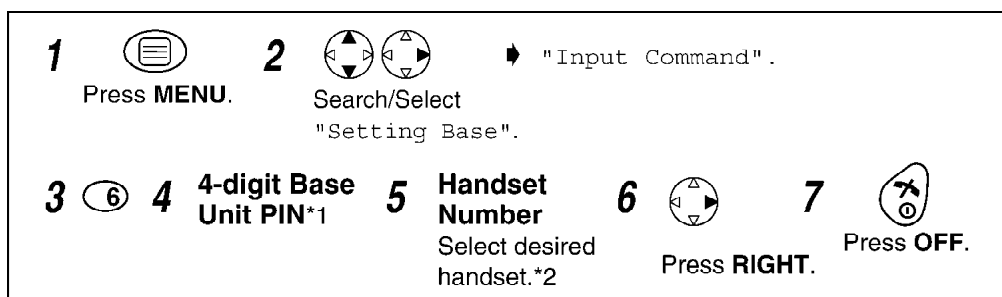 1 2 "Input Command".
Press MENU. Search/Select
"Setting Base".
3 6 4 4-digit Base Unit PIN*1 5 Handset Number 6 7
Select desired handset.*2
Press RIGHT.
Press OFF.